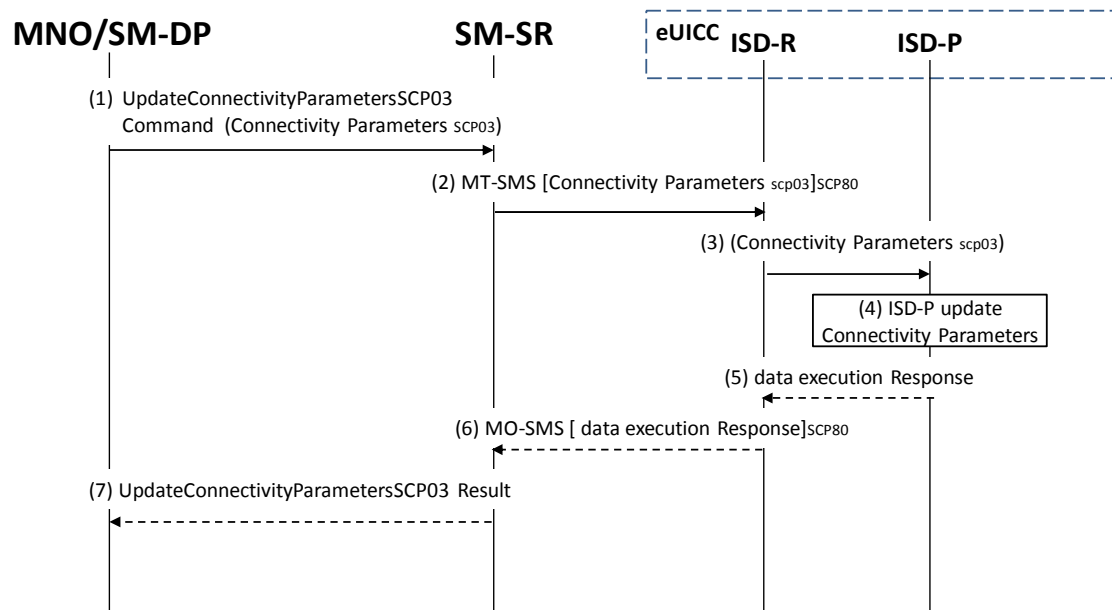 MNO/SM-DP
SM-SR
eUICC
ISD-R
ISD-P
(1) UpdateConnectivityParametersSCP03
Command (Connectivity Parameters SCP03)
(2) MT-SMS [Connectivity Parameters scp03]SCP80
(3) (Connectivity Parameters scp03)
(4) ISD-P update
Connectivity Parameters
(5) data execution Response
(6) MO-SMS [ data execution Response]SCP80
(7) UpdateConnectivityParametersSCP03 Result